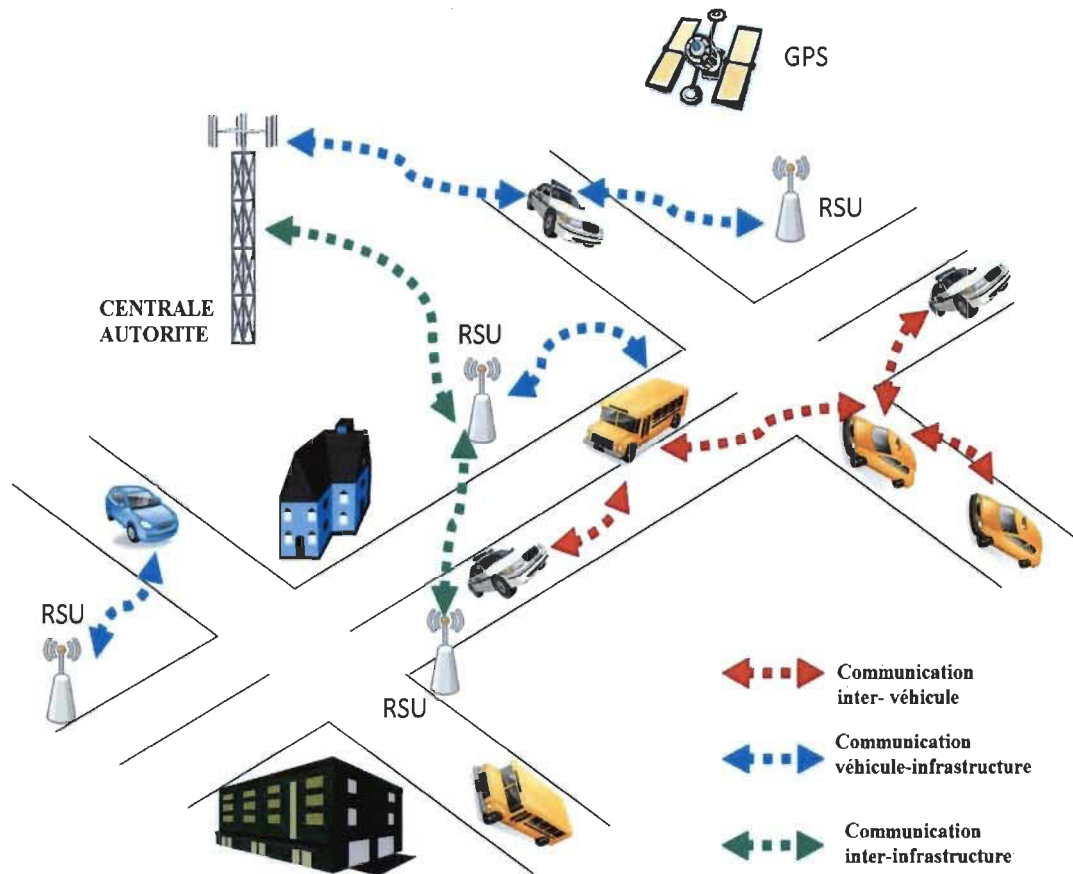 GPS
RSU
CENTRALE
AUTORITE
RSU
RSU
RSU
Communication
inter- véhicule
Communication
véhicule-infrastructure
Communication
inter-infrastructure